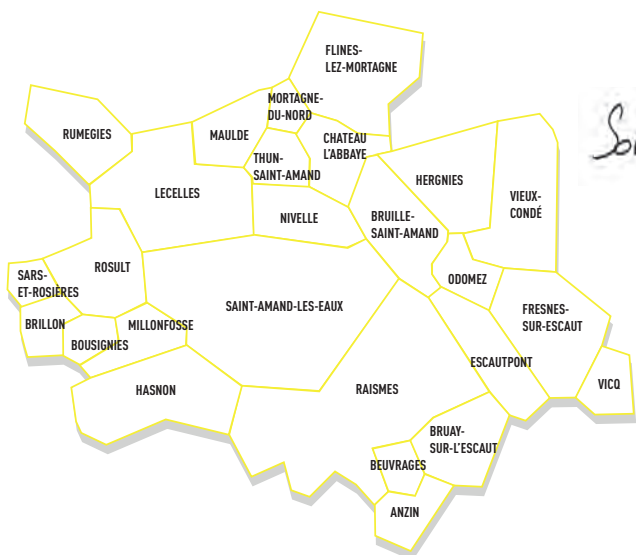 FLINES-
LEZ-MORTAGNE
MORTAGNE-
DU-NORD
RUMEGIES
MAULDE
CHATEAU
L'ABBAYE
THUN-
SAINT-AMAND
LECELLES
HERGNIES
VIEUX-
CONDÉ
NIVELLE
BRUILLE-
SAINT-AMAND
ROSULT
SARS-
ET-ROSIÈRES
ODOMEZ
SAINT-AMAND-LES-EAUX
FRESNES-
SUR-ESCAUT
BRILLON
MILLONFOSSE
BOUSIGNIES
ESCAUTPONT
HASNON
RAISMES
VICQ
BRUAY-
SUR-L'ESCAUT
BEUVRAGES
ANZIN